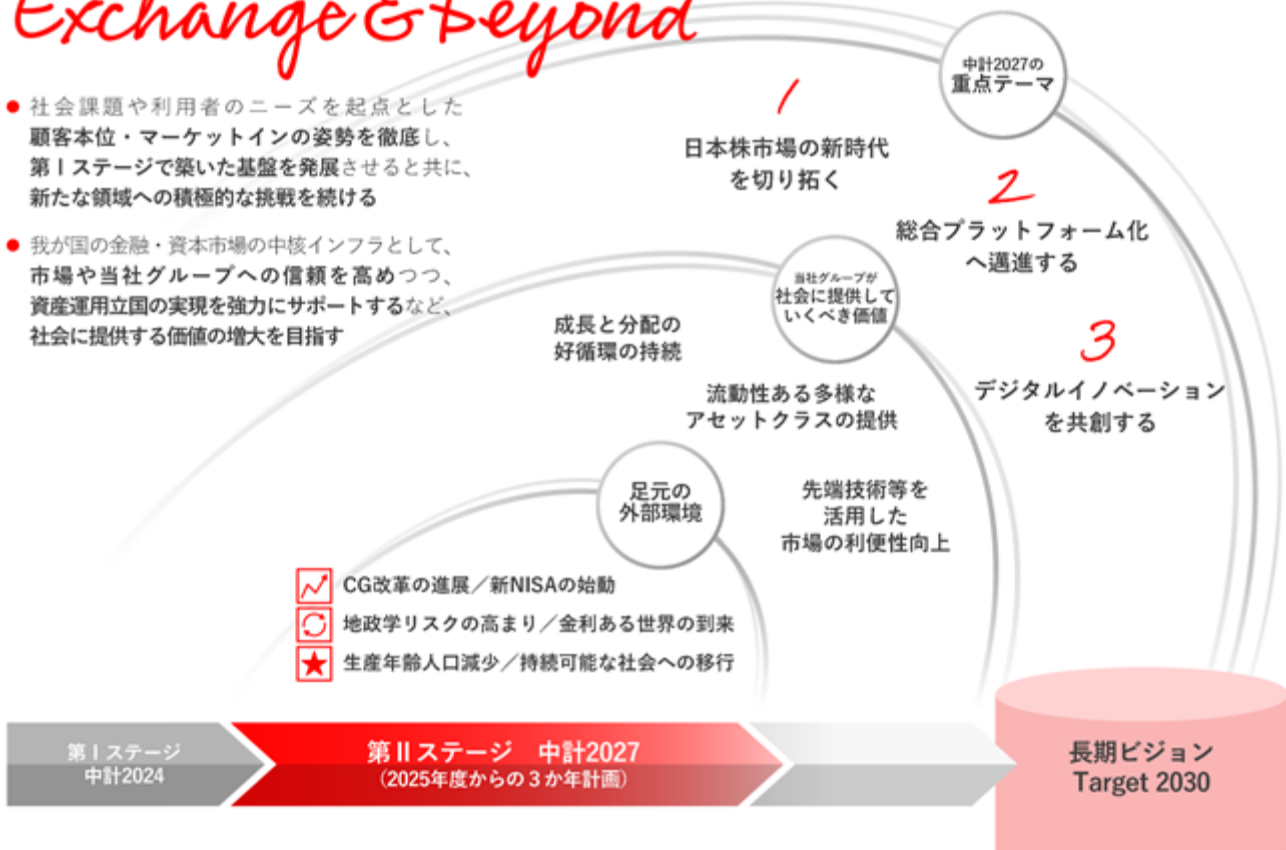 Exchange & Beyond
社会課題や利用者のニーズを起点とした
顧客本位・マーケットインの姿勢を徹底し、
第Ⅰステージで築いた基盤を発展させると共に、
新たな領域への積極的な挑戦を続ける
我が国の金融・資本市場の中核インフラとして、
市場や当社グループへの信頼を高めつつ、
資産運用立国の実現を強力にサポートするなど、
社会に提供する価値の増大を目指す
中計2027の
重点テーマ
1
日本株市場の新時代
を切り拓く
2
総合プラットフォーム化
へ邁進する
3
デジタルイノベーション
を共創する
当社グループが
社会に提供して
いくべき価値
成長と分配の
好循環の持続
流動性ある多様な
アセットクラスの提供
先端技術等を
活用した
市場の利便性向上
足元の
外部環境
CG改革の進展／新NISAの始動
地政学リスクの高まり／金利ある世界の到来
生産年齢人口減少／持続可能な社会への移行
第Ⅰステージ
中計2024
第Ⅱステージ　中計2027
（2025年度からの３か年計画）
長期ビジョン
Target 2030